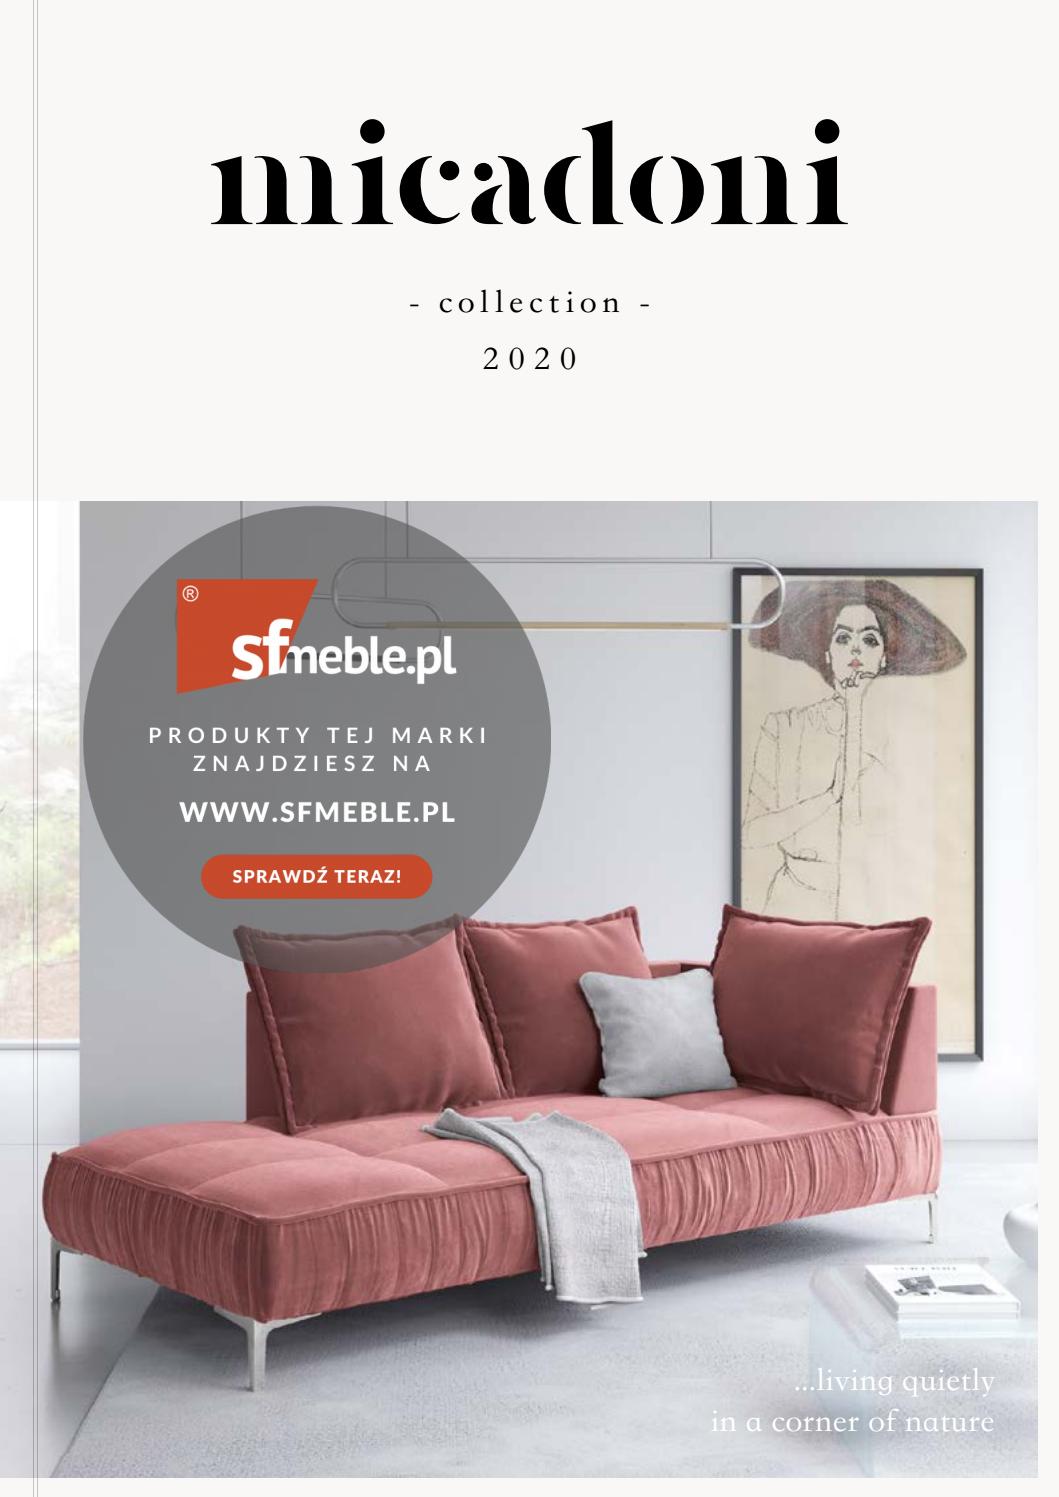 micadoni
- collection -
2020
®
sfmeble.pl
PRODUKTY TEJ MARKI
ZNAJDZIESZ NA
WWW.SFMEBLE.PL
SPRAWDŹ TERAZ!
...living quietly
in a corner of nature